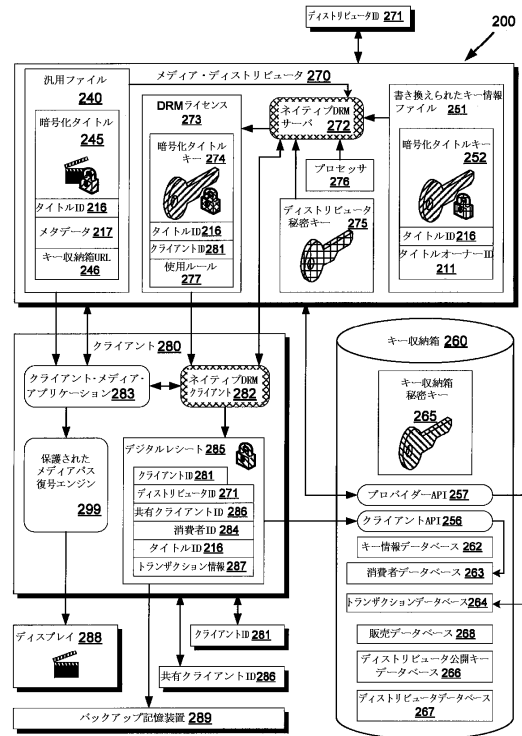 ディストリビュータID 271
200
メディア・ディストリビュータ 270
汎用ファイル
240
暗号化タイトル
245
タイトルID 216
メタデータ 217
キー収納箱URL
246
DRMライセンス
273
暗号化タイトル
キー 274
タイトルID 216
クライアントID 281
使用ルール
277
ネイティブDRM
サーバ 272
プロセッサ
276
ディストリビュータ
秘密キー 275
書き換えられたキー情報
ファイル 251
暗号化タイトルキー
252
タイトルID 216
タイトルオーナーID
211
クライアント 280
クライアント・メディア・
アプリケーション 283
ネイティブDRM
クライアント 282
保護された
メディアパス
復号エンジン
299
デジタルレシート 285
クライアントID 281
ディストリビュータID 271
共有クライアントID 286
消費者ID 284
タイトルID 216
トランザクション情報 287
ディスプレイ 288
クライアントID 281
共有クライアントID 286
バックアップ記憶装置 289
キー収納箱 260
キー収納箱
秘密キー
265
プロバイダーAPI 257
クライアントAPI 256
キー情報データベース 262
消費者データベース 263
トランザクションデータベース 264
販売データベース 268
ディストリビュータ公開キー
データベース 266
ディストリビュータデータベース
267